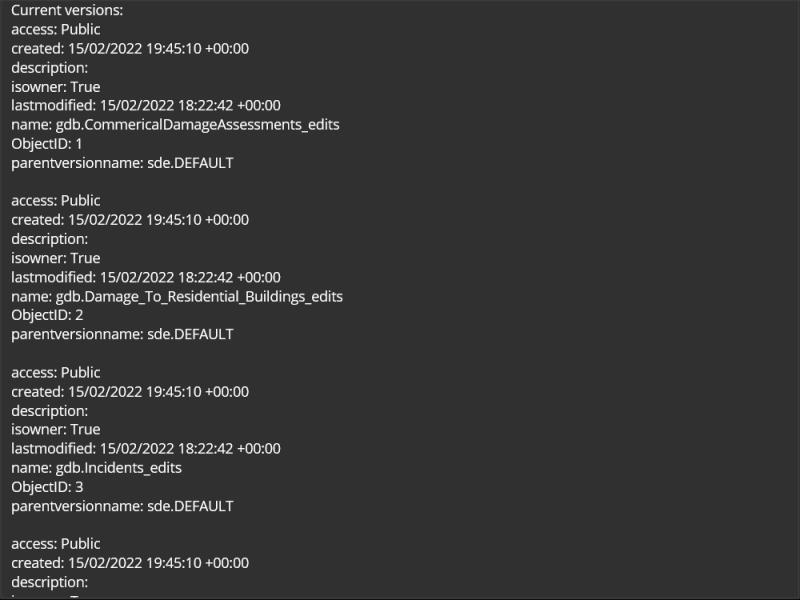 Current versions:
access: Public
created: 15/02/2022 19:45:10 +00:00
description:
isowner: True
lastmodified: 15/02/2022 18:22:42 +00:00
name: gdb.CommericalDamageAssessments_edits
ObjectID: 1
parentversionname: sde.DEFAULT
access: Public
created: 15/02/2022 19:45:10 +00:00
description:
isowner: True
lastmodified: 15/02/2022 18:22:42 +00:00
name: gdb.Damage_To_Residential_Buildings_edits
ObjectID: 2
parentversionname: sde.DEFAULT
access: Public
created: 15/02/2022 19:45:10 +00:00
description:
isowner: True
lastmodified: 15/02/2022 18:22:42 +00:00
name: gdb.Incidents_edits
ObjectID: 3
parentversionname: sde.DEFAULT
access: Public
created: 15/02/2022 19:45:10 +00:00
description: